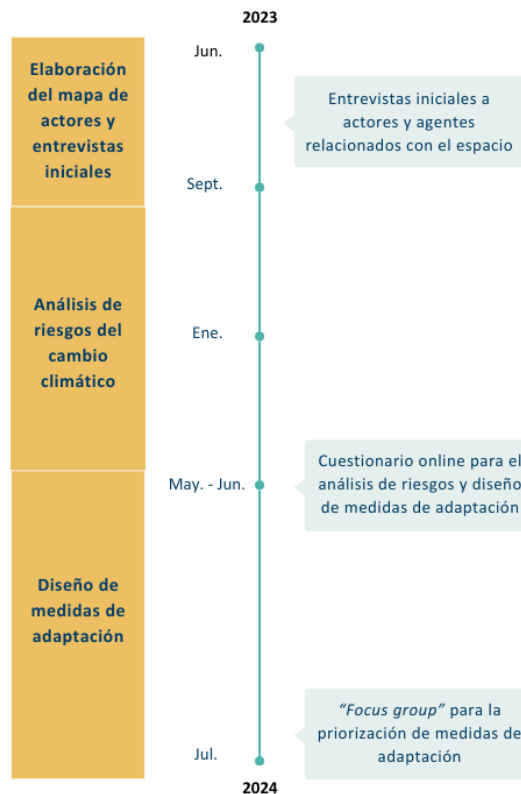 2023
Jun.
Elaboración
del mapa de
actores y
entrevistas
iniciales
Entrevistas iniciales a
actores y agentes
relacionados con el espacio
Sept.
Análisis de
riesgos del
cambio
climático
Ene.
May. - Jun.
Cuestionario online para el
análisis de riesgos y diseño
de medidas de adaptación
Diseño de
medidas de
adaptación
“Focus group” para la
priorización de medidas de
adaptación
Jul.
2024